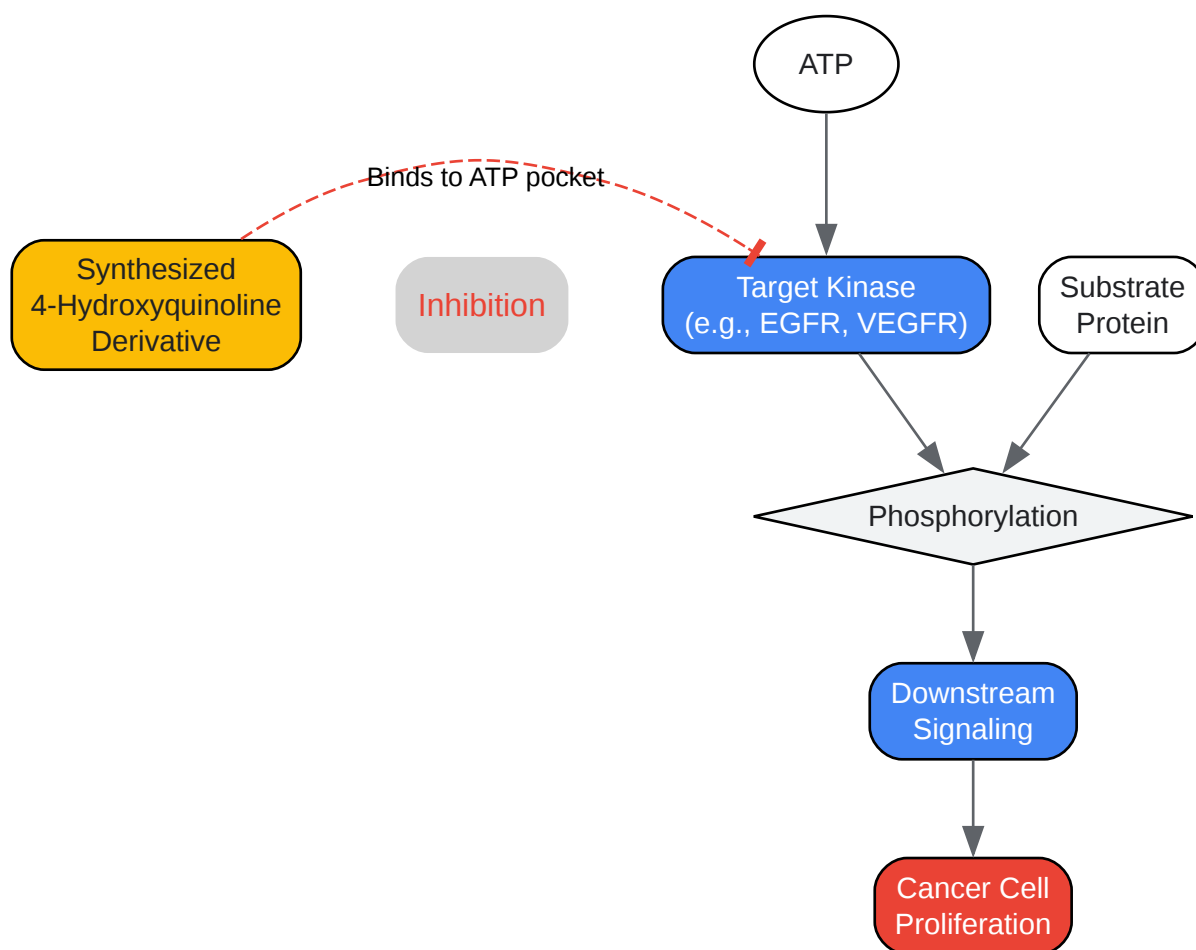 ATP
Binds to ATP pocket
Synthesized
4-Hydroxyquinoline
Derivative
Inhibition
Target Kinase
(e.g., EGFR, VEGFR)
Substrate
Protein
Phosphorylation
Downstream
Signaling
Cancer Cell
Proliferation